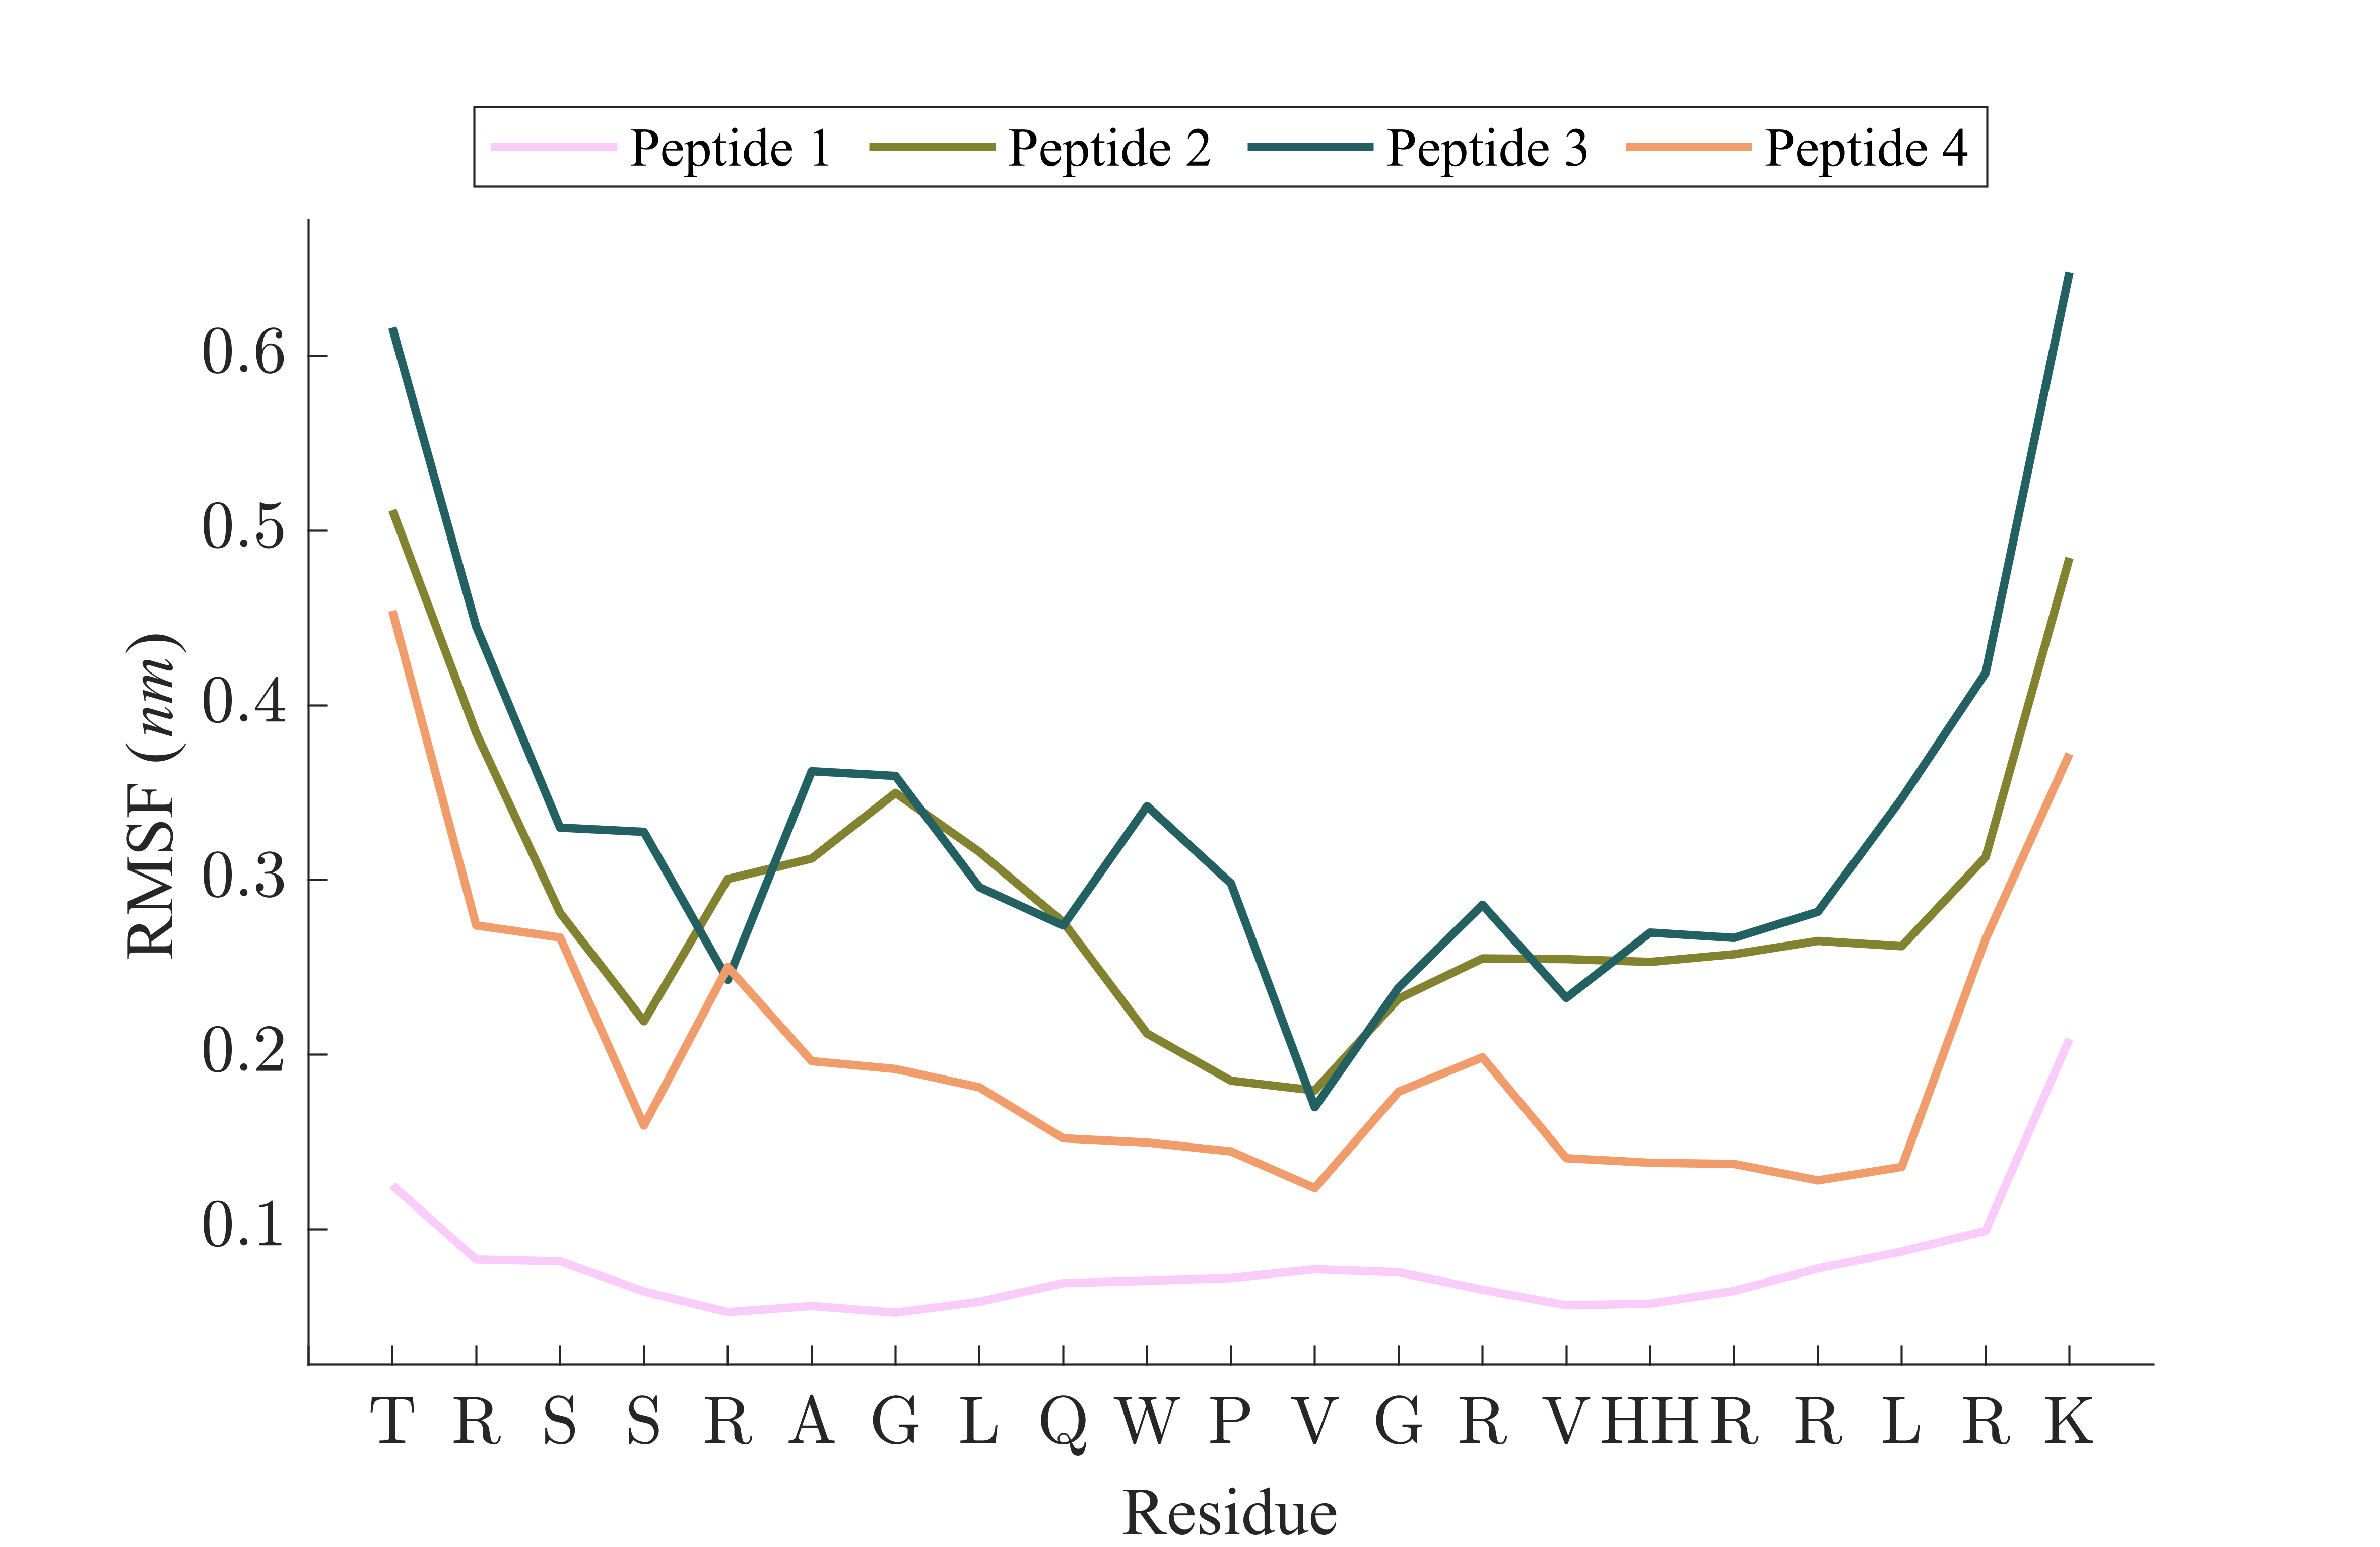 Peptide 1 Peptide 2 Peptide 3 Peptide 4
0.6
0.5
0.4
0.3
0.2
0.1
RMSF (nm)
T R S S R A G L Q W P V G R V HH R R L R K
Residue